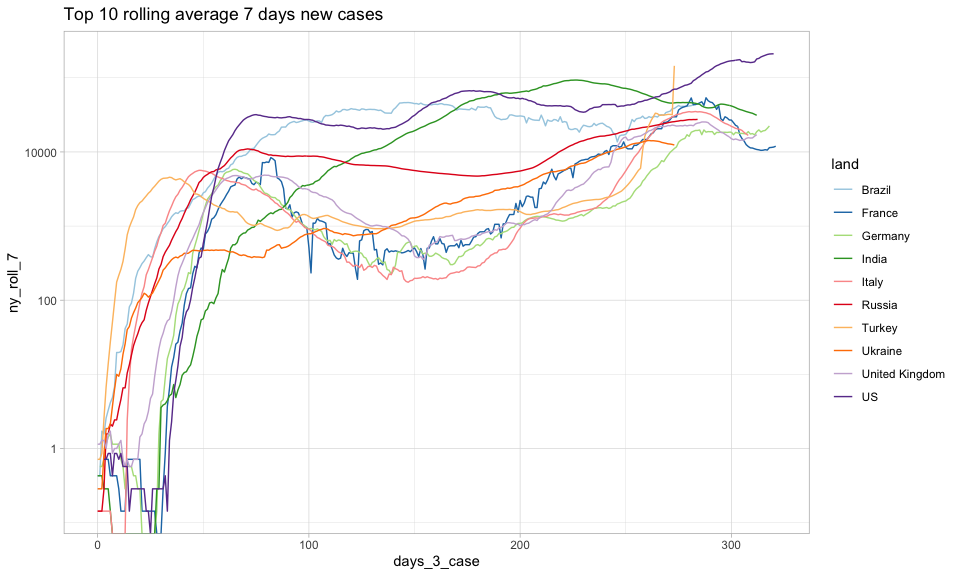 Top 10 rolling average 7 days new cases
ny_roll_7
10000
100
1
0
100
200
300
days_3_case
land
Brazil
France
Germany
India
Italy
Russia
Turkey
Ukraine
United Kingdom
US